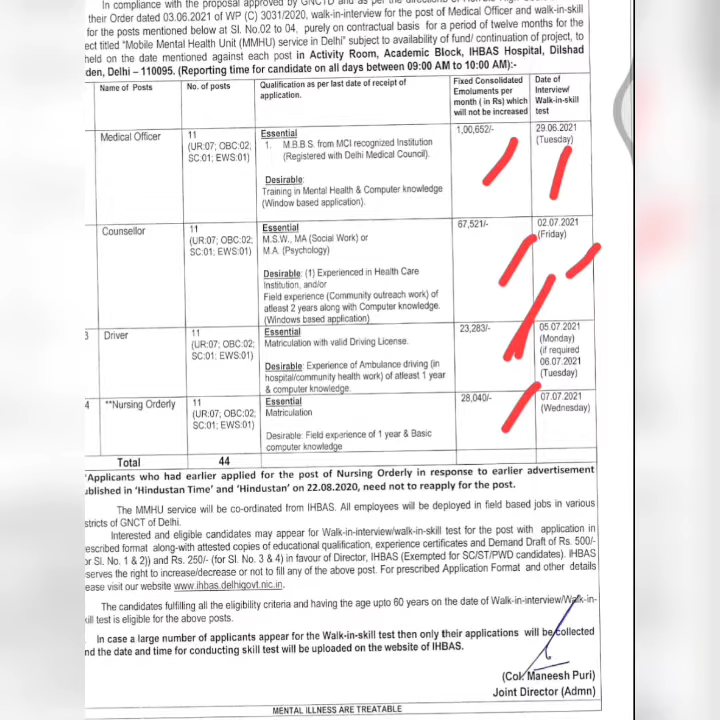 In compliance with the proposal approved by GNCTD and as per the
their Order dated 03.06.2021 of WP (C) 3031/2020, walk-in-interview for the post of Medical Officer and walk-in-skill
for the posts mentioned below at Sl. No.02 to 04, purely on contractual basis for a period of twelve months for the
ect titled "Mobile Mental Health Unit (MMHU) service in Delhi" subject to availability of fund/ continuation of project, to
held on the date mentioned against each post in Activity Room, Academic Block, IHBAS Hospital, Dilshad
den, Delhi – 110095. (Reporting time for candidate on all days between 09:00 AM to 10:00 AM):-
Name of Posts No. of posts Qualification as per last date of receipt of application. Fixed Consolidated Emoluments per month ( in Rs) which will not be increased Date of Interview/ Walk-in-skill test
Medical Officer 11 (UR:07; OBC:02; SC:01; EWS:01) Essential 1,00,652/- 29.06.2021 (Tuesday)
1. M.B.B.S. from MCI recognized Institution
(Registered with Delhi Medical Council).
Desirable:
Training in Mental Health & Computer knowledge
(Window based application).
Counsellor 11 (UR:07; OBC:02; SC:01; EWS:01) Essential 67,521/- 02.07.2021 (Friday)
M.S.W., MA (Social Work) or
M.A. (Psychology)
Desirable: (1) Experienced in Health Care
Institution, and/or
Field experience (Community outreach work) of
atleast 2 years along with Computer knowledge.
(Windows based application)
3 Driver 11 (UR:07; OBC:02; SC:01; EWS:01) Essential 23,283/- 05.07.2021 (Monday) (if required 06.07.2021 (Tuesday)
Matriculation with valid Driving License.
Desirable: Experience of Ambulance driving (in
hospital/community health work) of atleast 1 year
& computer knowledge.
4 **Nursing Orderly 11 (UR:07; OBC:02; SC:01; EWS:01) Essential 28,040/- 07.07.2021 (Wednesday)
Matriculation
Desirable: Field experience of 1 year & Basic
computer knowledge
Total 44
*Applicants who had earlier applied for the post of Nursing Orderly in response to earlier advertisement
ublished in 'Hindustan Time' and 'Hindustan' on 22.08.2020, need not to reapply for the post.
The MMHU service will be co-ordinated from IHBAS. All employees will be deployed in field based jobs in various
stricts of GNCT of Delhi.
Interested and eligible candidates may appear for Walk-in-interview/walk-in-skill test for the post with application in
escribed format along-with attested copies of educational qualification, experience certificates and Demand Draft of Rs. 500/-
or Sl. No. 1 & 2)) and Rs. 250/- (for Sl. No. 3 & 4) in favour of Director, IHBAS (Exempted for SC/ST/PWD candidates). IHBAS
serves the right to increase/decrease or not to fill any of the above post. For prescribed Application Format and other details
ease visit our website www.ihbas.delhigovt.nic.in.
The candidates fulfilling all the eligibility criteria and having the age upto 60 years on the date of Walk-in-interview/Walk-in-
kill test is eligible for the above posts.
In case a large number of applicants appear for the Walk-in-skill test then only their applications will be collected
nd the date and time for conducting skill test will be uploaded on the website of IHBAS.
(Col. Maneesh Puri)
Joint Director (Admn)
MENTAL ILLNESS ARE TREATABLE